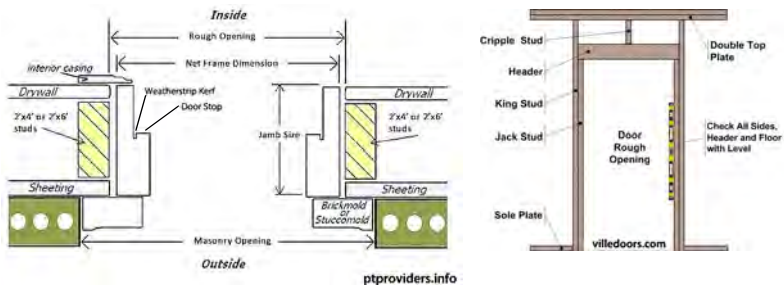 Inside
Rough Opening
Net Frame Dimension
interior casing
Weatherstrip Kerf
Door Stop
Drywall
Drywall
2'x4' or 2'x6'
studs
Jamb Size
2'x4' or 2'x6'
studs
Sheeting
Sheeting
Brickmold
or
Stuccomold
Masonry Opening
Outside
ptproviders.info
Cripple Stud
Double Top
Plate
Header
King Stud
Jack Stud
Door
Rough
Opening
Check All Sides,
Header and Floor
with Level
Sole Plate
villedoors.com